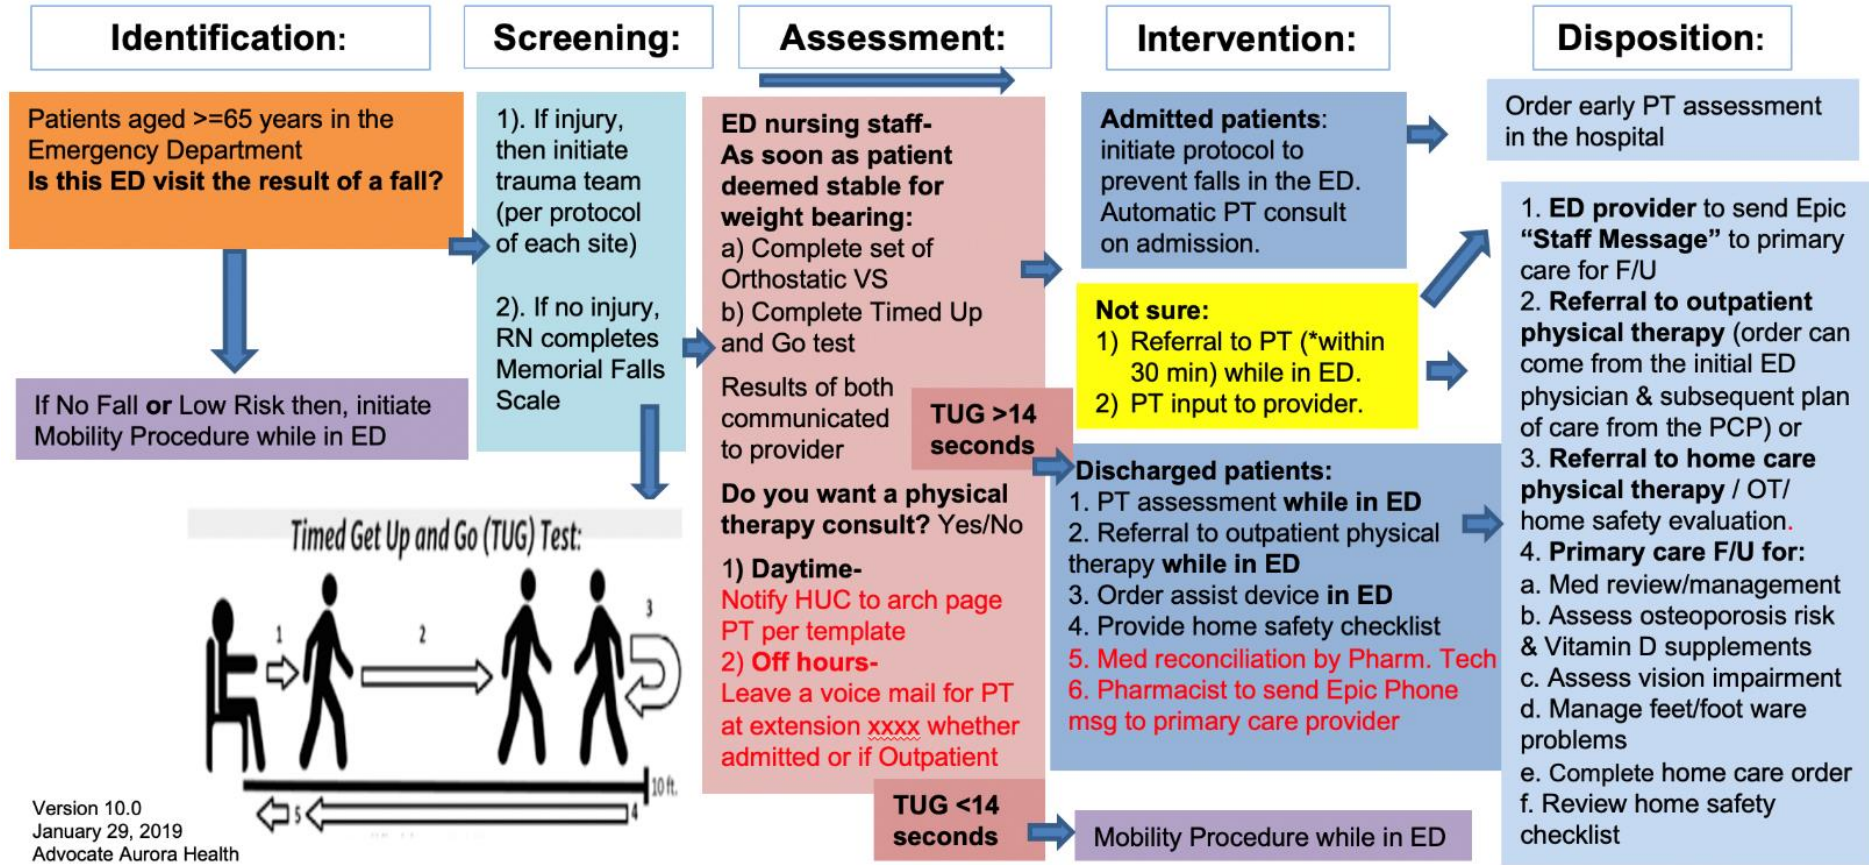 Identification:
Screening:
Assessment:
Intervention:
Disposition:
Patients aged >=65 years in the
Emergency Department
Is this ED visit the result of a fall?
If No Fall or Low Risk then, initiate
Mobility Procedure while in ED
1). If injury,
then initiate
trauma team
(per protocol
of each site)
2). If no injury,
RN completes
Memorial Falls
Scale
Timed Get Up and Go (TUG) Test:
1
2
3
10 ft.
4
5
Version 10.0
January 29, 2019
Advocate Aurora Health
ED nursing staff-
As soon as patient
deemed stable for
weight bearing:
a) Complete set of
Orthostatic VS
b) Complete Timed Up
and Go test
Results of both
communicated
to provider
TUG >14
seconds
Do you want a physical
therapy consult? Yes/No
1) Daytime-
Notify HUC to arch page
PT per template
2) Off hours-
Leave a voice mail for PT
at extension xxxx whether
admitted or if Outpatient
TUG <14
seconds
Admitted patients:
initiate protocol to
prevent falls in the ED.
Automatic PT consult
on admission.
Not sure:
1) Referral to PT (*within
30 min) while in ED.
2) PT input to provider.
Discharged patients:
1. PT assessment while in ED
2. Referral to outpatient physical
therapy while in ED
3. Order assist device in ED
4. Provide home safety checklist
5. Med reconciliation by Pharm. Tech
6. Pharmacist to send Epic Phone
msg to primary care provider
Mobility Procedure while in ED
Order early PT assessment
in the hospital
1. ED provider to send Epic
“Staff Message” to primary
care for F/U
2. Referral to outpatient
physical therapy (order can
come from the initial ED
physician & subsequent plan
of care from the PCP) or
3. Referral to home care
physical therapy / OT/
home safety evaluation.
4. Primary care F/U for:
a. Med review/management
b. Assess osteoporosis risk
& Vitamin D supplements
c. Assess vision impairment
d. Manage feet/foot ware
problems
e. Complete home care order
f. Review home safety
checklist